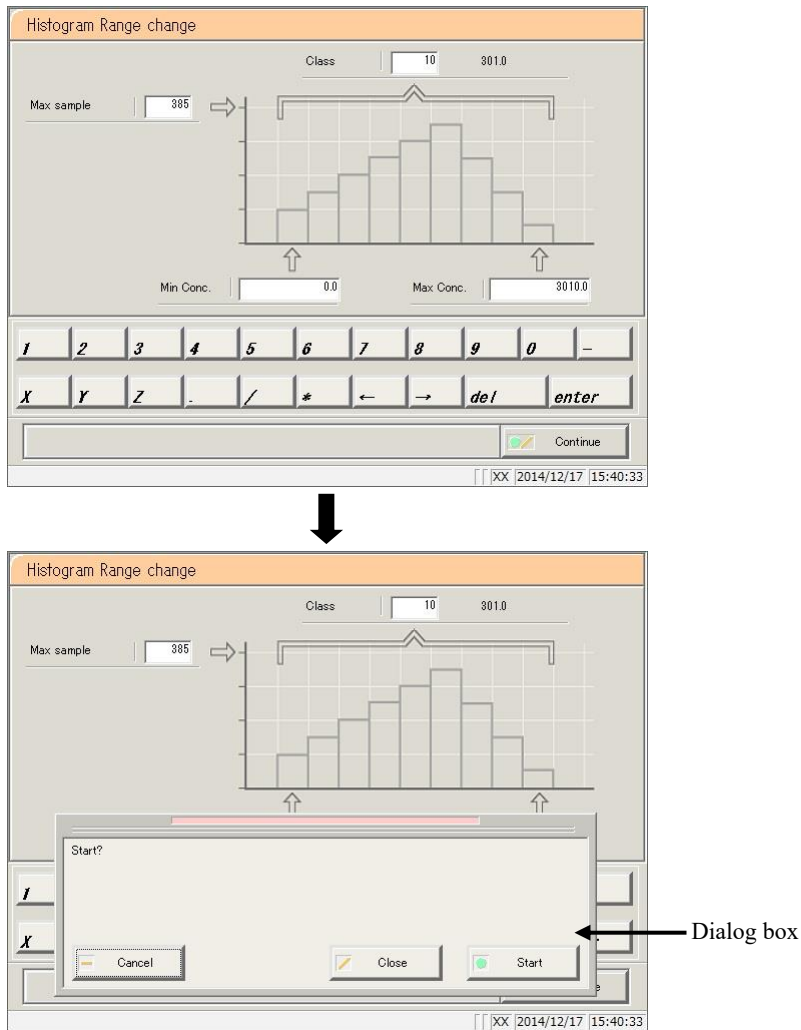 Histogram Range change
Class 10 301.0
Max sample 385
Min Conc. 0.0 Max Conc. 3010.0
1 2 3 4 5 6 7 8 9 0 -
X Y Z . / * ← → del enter
Continue
XX 2014/12/17 15:40:33
Histogram Range change
Class 10 301.0
Max sample 385
Start?
1
X
Dialog box
Cancel Close Start
XX 2014/12/17 15:40:33